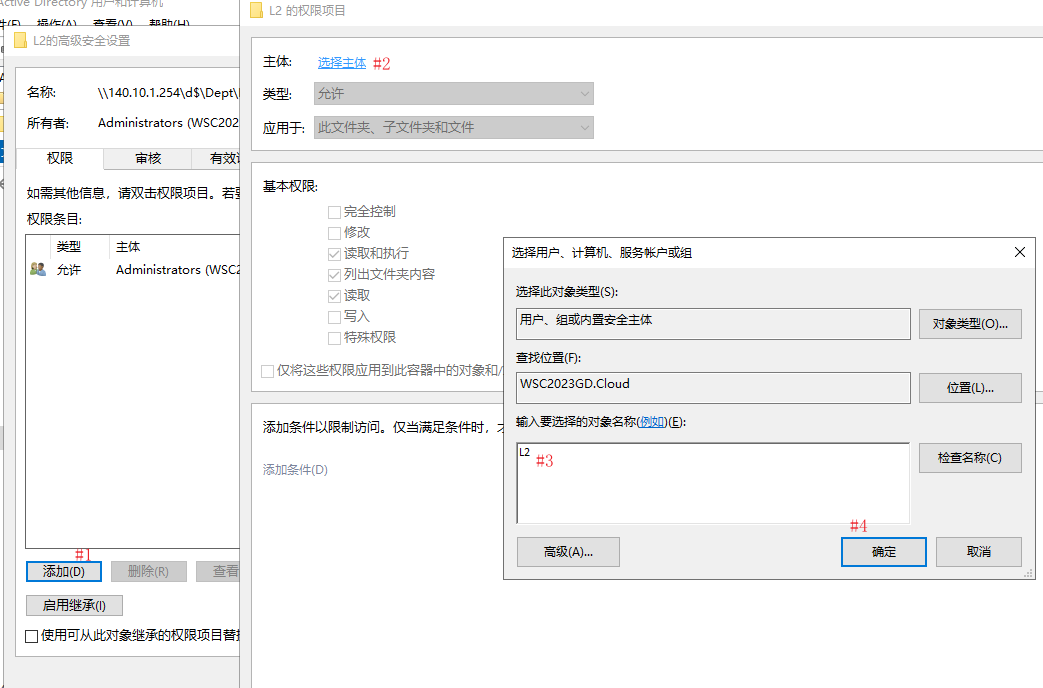 Active Directory 用户和计算机
操作(A) 查看(V) 帮助(H)
L2的高级安全设置
名称: \\140.10.1.254\d$\Dept\
所有者: Administrators (WSC202
权限 审核 有效
如需其他信息，请双击权限项目。若要
权限条目:
类型 主体
允许 Administrators (WSC2
#1
添加(D) 删除(R) 查看
启用继承(I)
使用可从此对象继承的权限项目替换
L2 的权限项目
主体: 选择主体 #2
类型: 允许
应用于: 此文件夹、子文件夹和文件
基本权限:
完全控制
修改
读取和执行
列出文件夹内容
读取
写入
特殊权限
仅将这些权限应用到此容器中的对象和/
添加条件以限制访问。仅当满足条件时，
添加条件(D)
选择用户、计算机、服务帐户或组
选择此对象类型(S):
用户、组或内置安全主体 对象类型(O)...
查找位置(F):
WSC2023GD.Cloud 位置(L)...
输入要选择的对象名称(例如)(E):
L2 #3 检查名称(C)
#4
高级(A)... 确定 取消